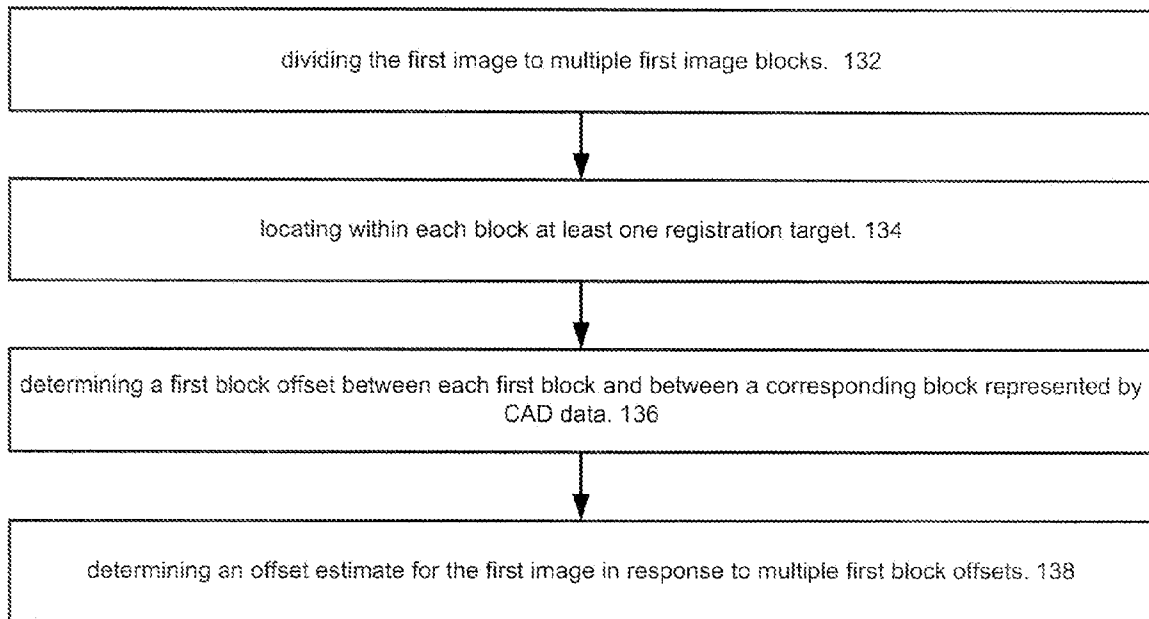 dividing the first image to multiple first image blocks. 132
locating within each block at least one registration target. 134
determining a first block offset between each first block and between a corresponding block represented by
CAD data. 136
determining an offset estimate for the first image in response to multiple first block offsets. 138